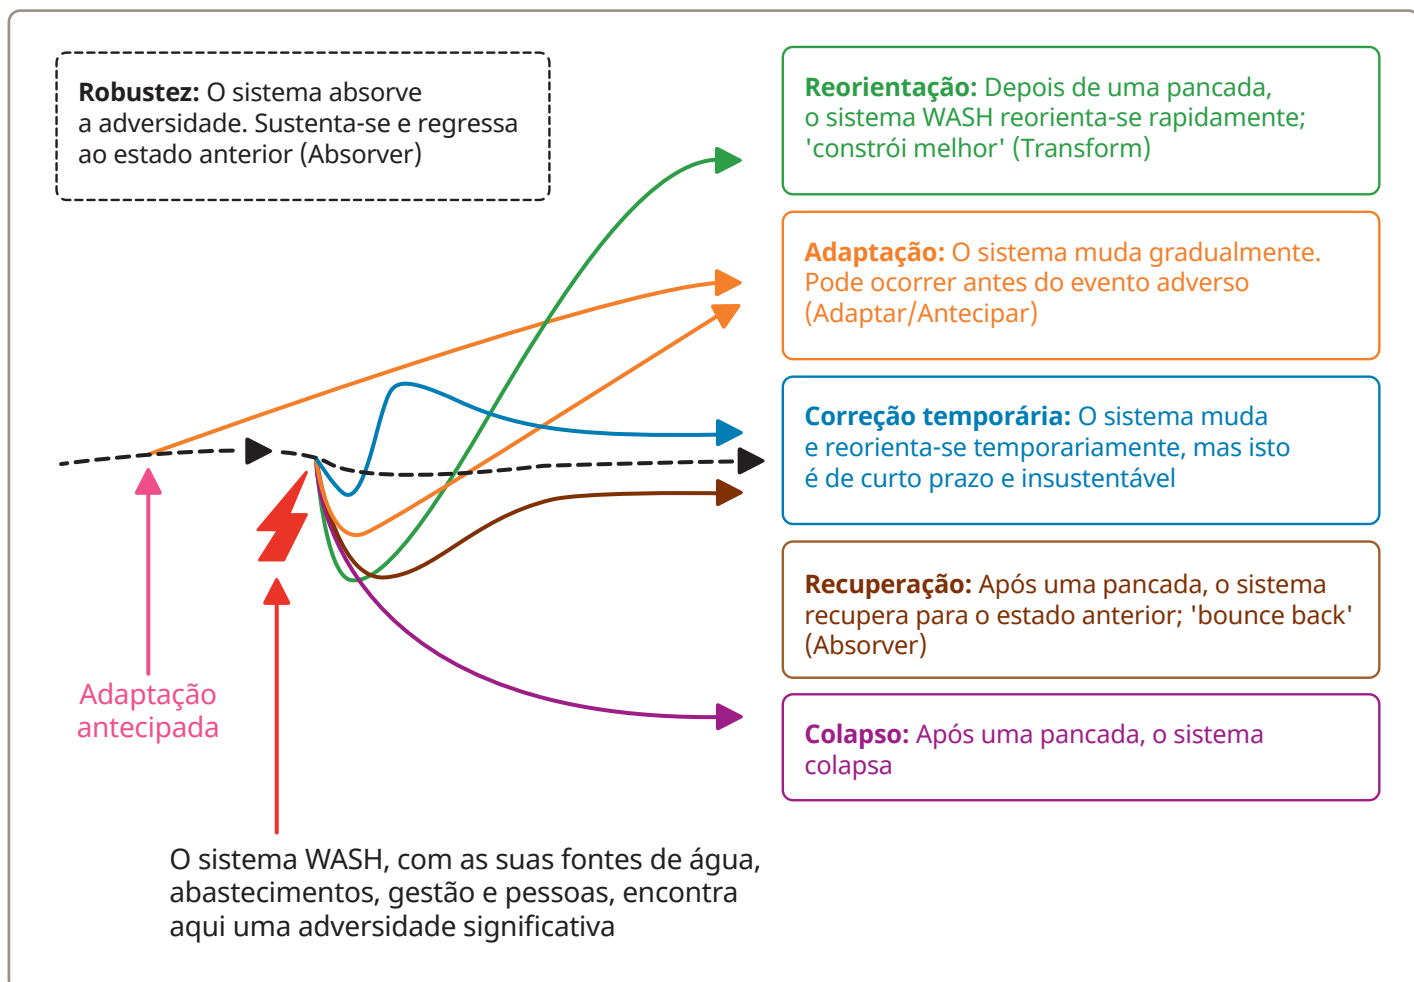 Robustez: O sistema absorve
a adversidade. Sustenta-se e regressa
ao estado anterior (Absorver)
Reorientação: Depois de uma pancada,
o sistema WASH reorienta-se rapidamente;
'constrói melhor' (Transform)
Adaptação: O sistema muda gradualmente.
Pode ocorrer antes do evento adverso
(Adaptar/Antecipar)
Correção temporária: O sistema muda
e reorienta-se temporariamente, mas isto
é de curto prazo e insustentável
Recuperação: Após uma pancada, o sistema
recupera para o estado anterior; 'bounce back'
(Absorver)
Colapso: Após uma pancada, o sistema
colapsa
Adaptação
antecipada
O sistema WASH, com as suas fontes de água,
abastecimentos, gestão e pessoas, encontra
aqui uma adversidade significativa